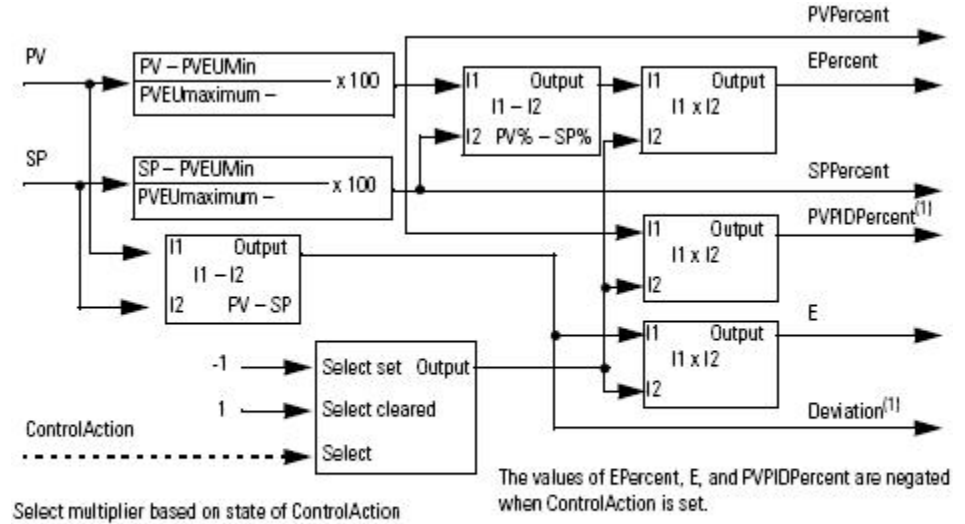 PVPercent
PV
EPercent
PV – PVEUMin
PVEUmaximum –
x 100
I1 Output
I1 – I2
I2 PV% – SP%
I1 Output
I1 x I2
I2
SP
SP – PVEUMin
PVEUmaximum –
x 100
SPPercent
PVPIDPercent(1)
I1 Output
I1 x I2
I2
I1 Output
I1 – I2
I2 PV – SP
E
I1 Output
I1 x I2
I2
-1
Select set Output
1
Select cleared
Deviation(1)
ControlAction
Select
The values of EPercent, E, and PVPIDPercent are negated
when ControlAction is set.
Select multiplier based on state of ControlAction